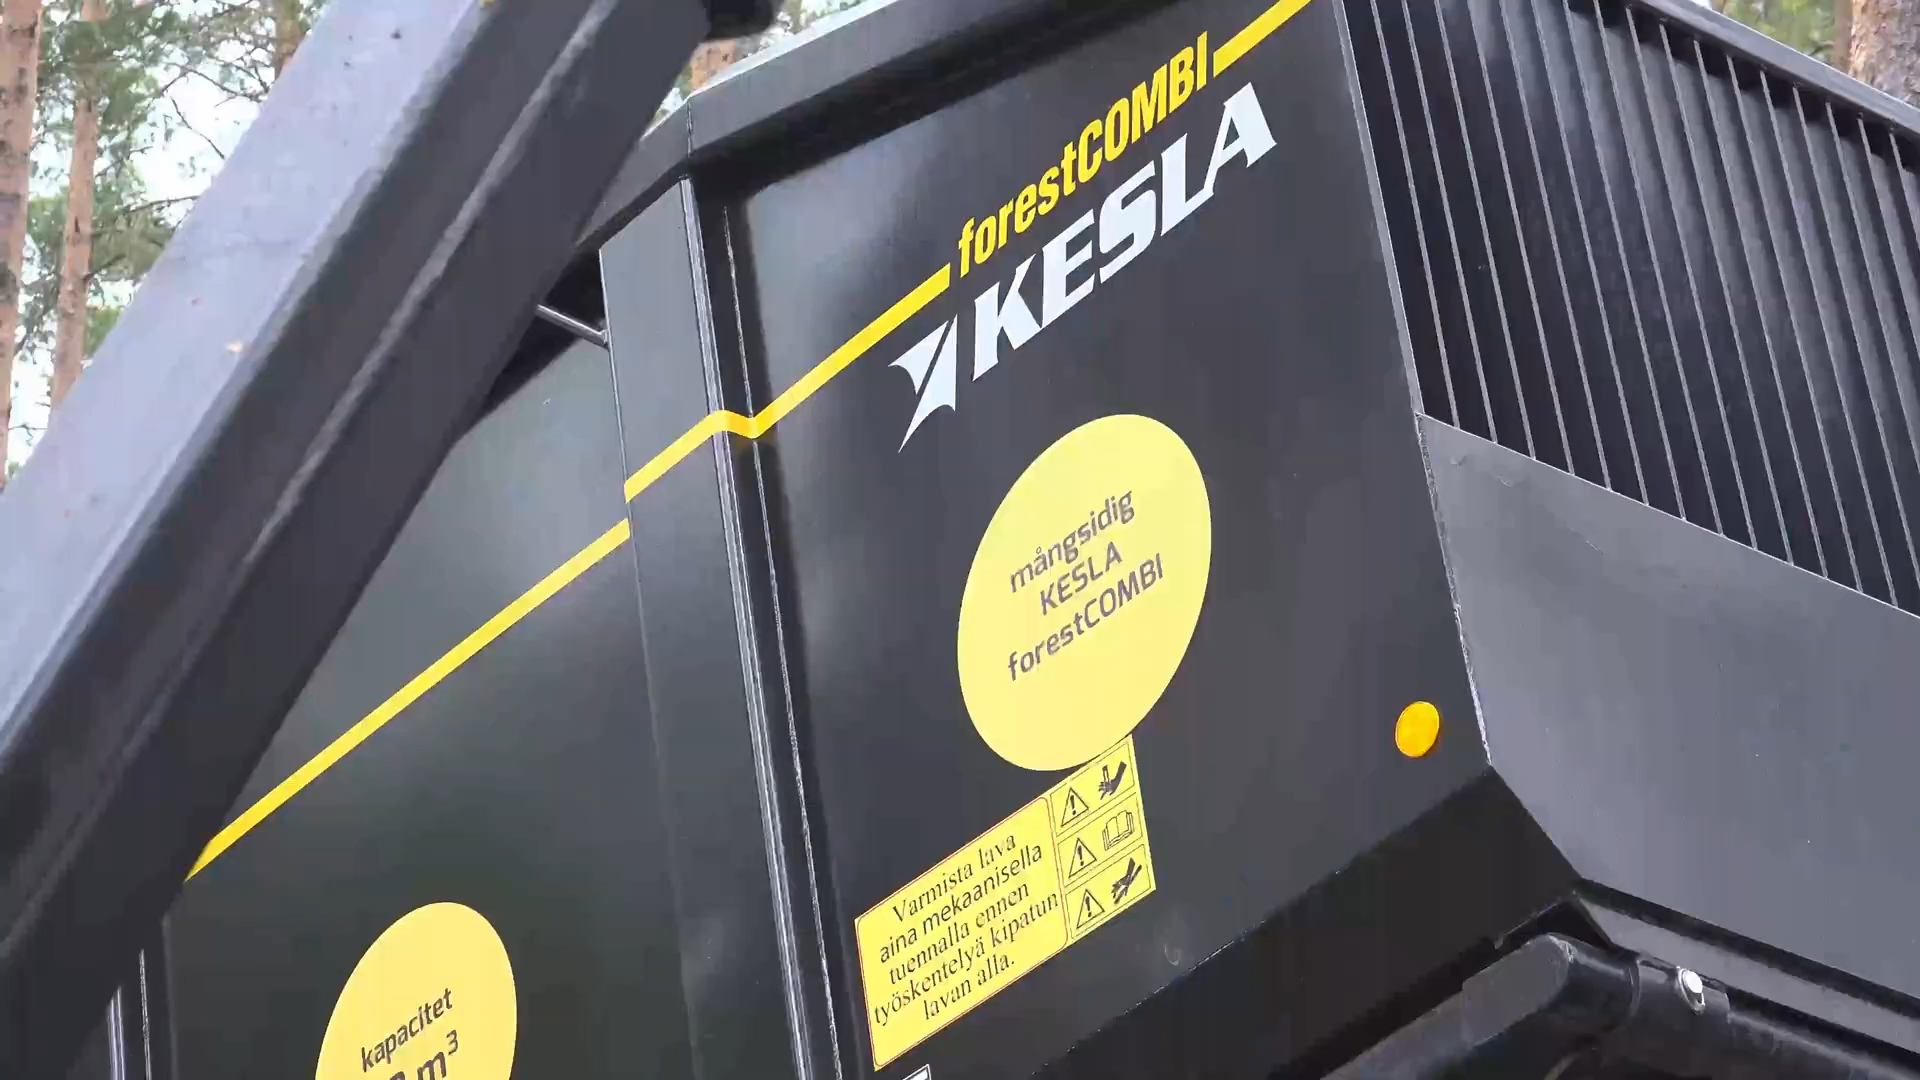 forestCOMBI
KESLA
mångsidig
KESLA
forestCOMBI
Varmista lava
aina mekaanisella
tuennalla ennen
työskentelyä kipatun
lavan alla.
kapacitet
m³